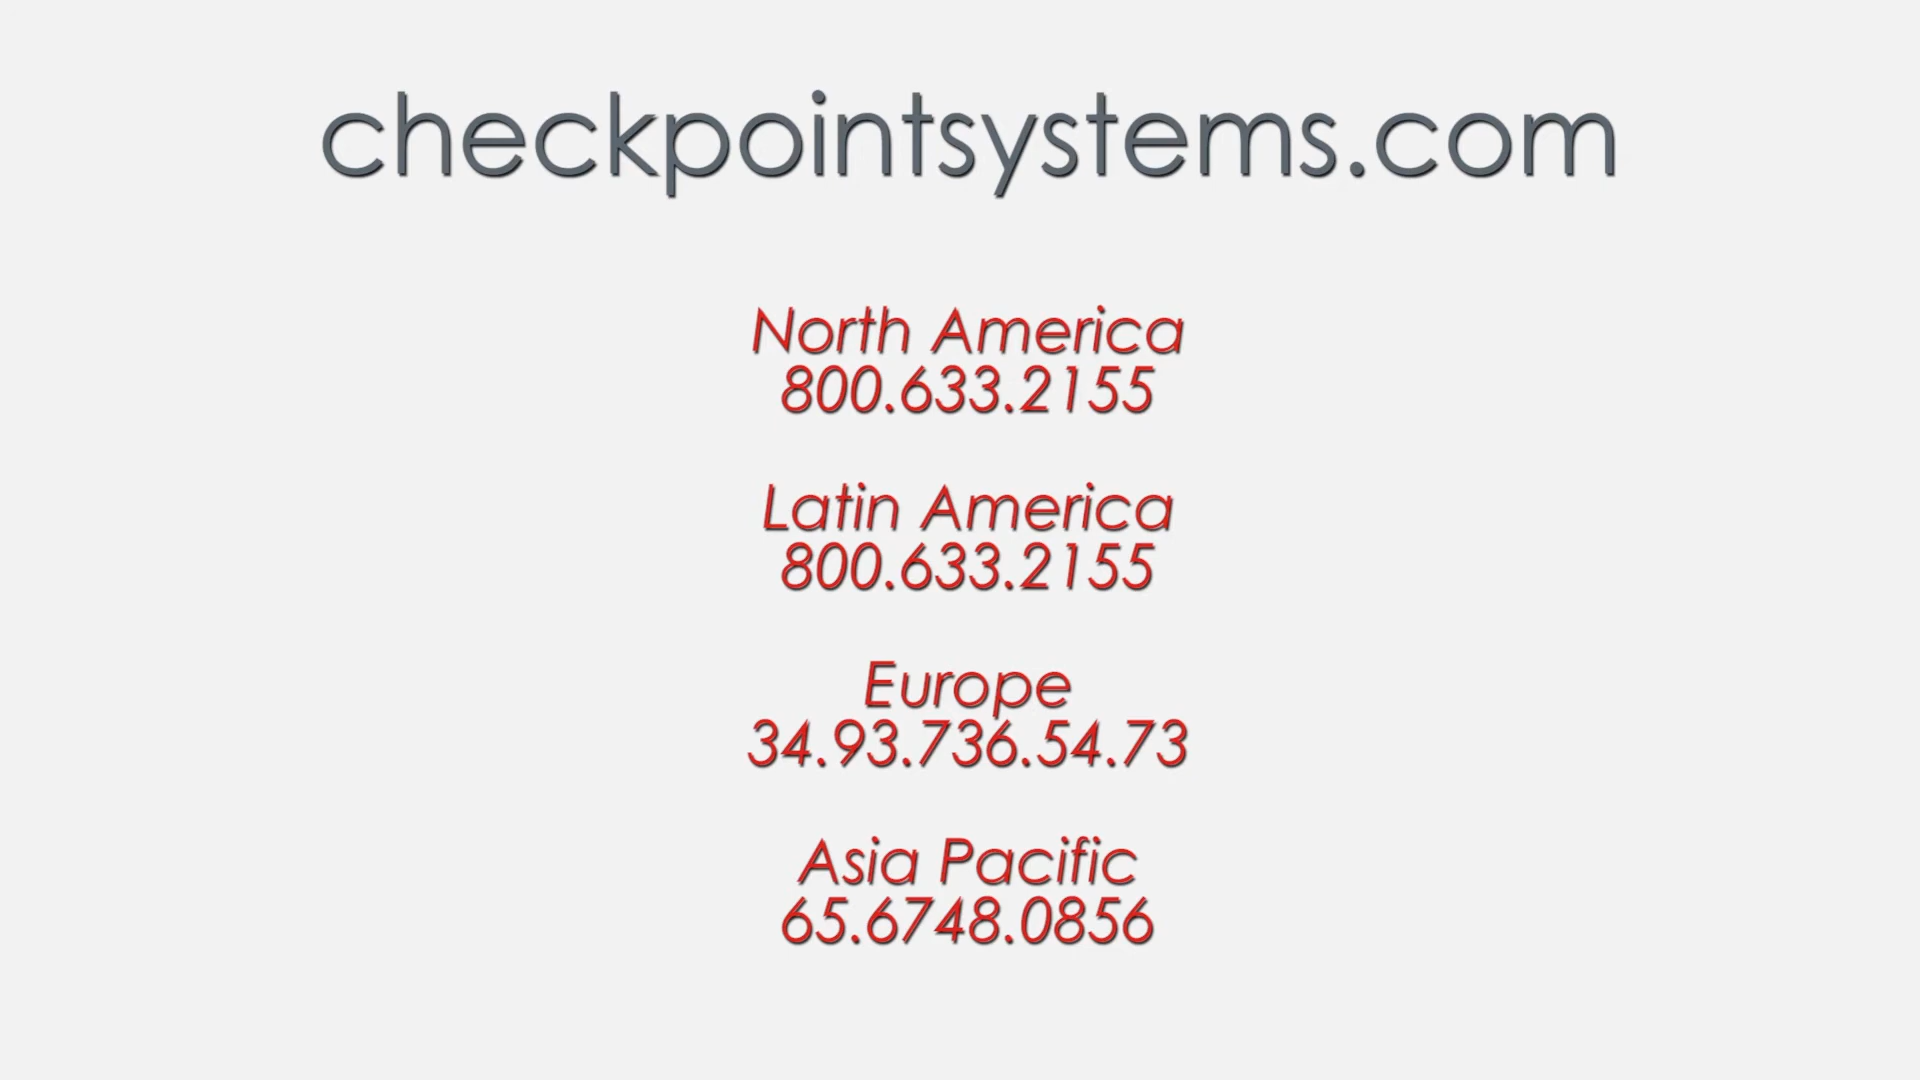 checkpointsystems.com
North America
800.633.2155
Latin America
800.633.2155
Europe
34.93.736.54.73
Asia Pacific
65.6748.0856